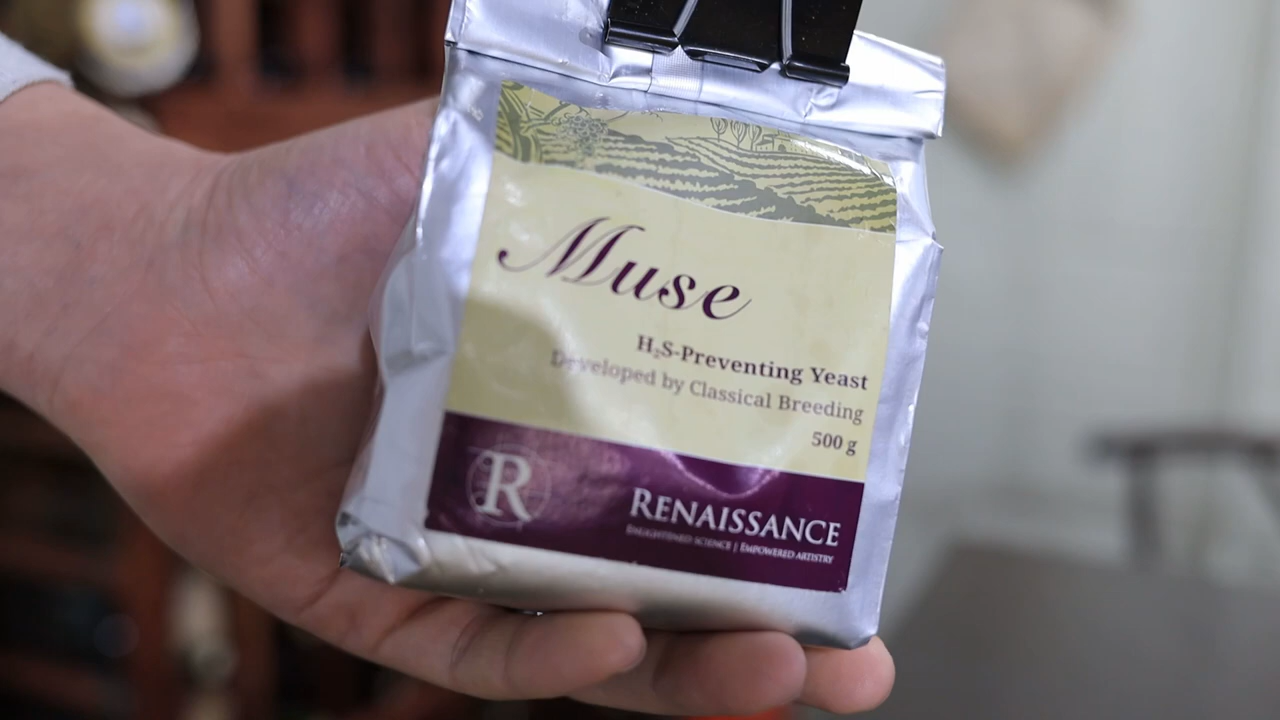 Muse
H₂S-Preventing Yeast
Developed by Classical Breeding
500 g
R
RENAISSANCE
ENLIGHTENED SCIENCE | EMPOWERED ARTISTRY